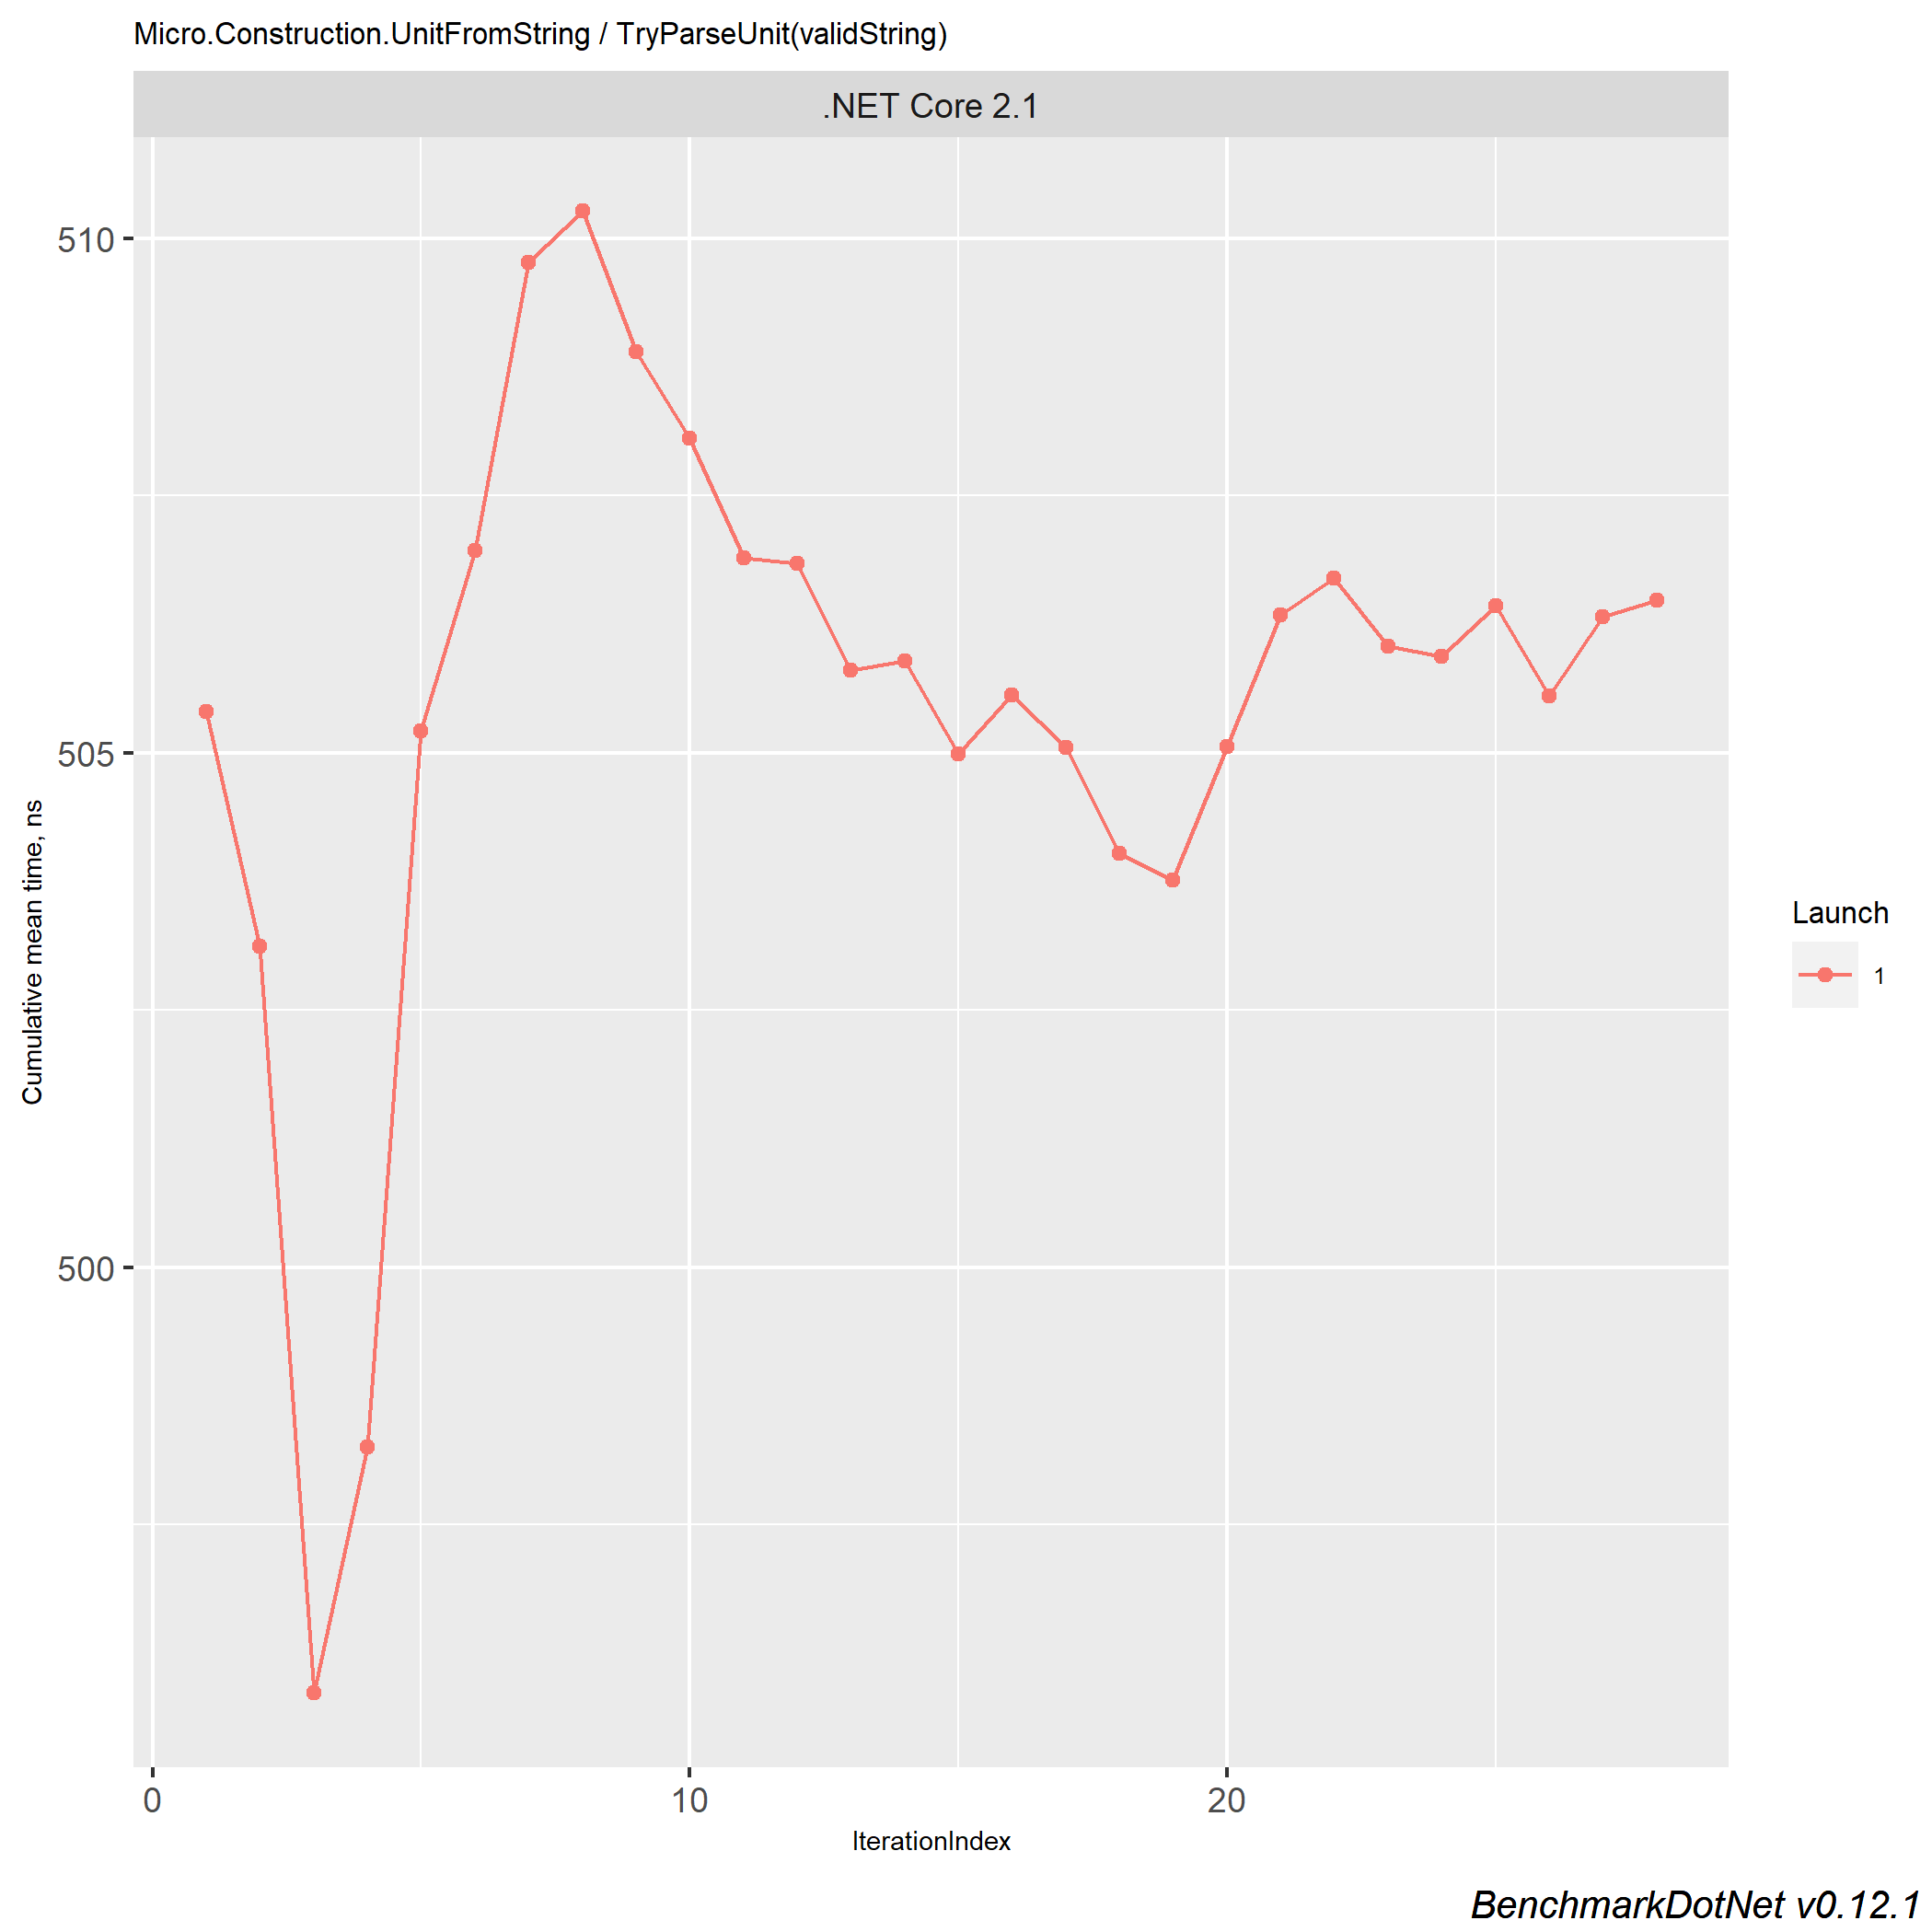 Micro.Construction.UnitFromString / TryParseUnit(validString)
.NET Core 2.1
510
505
500
Cumulative mean time, ns
0
10
20
IterationIndex
Launch
1
BenchmarkDotNet v0.12.1